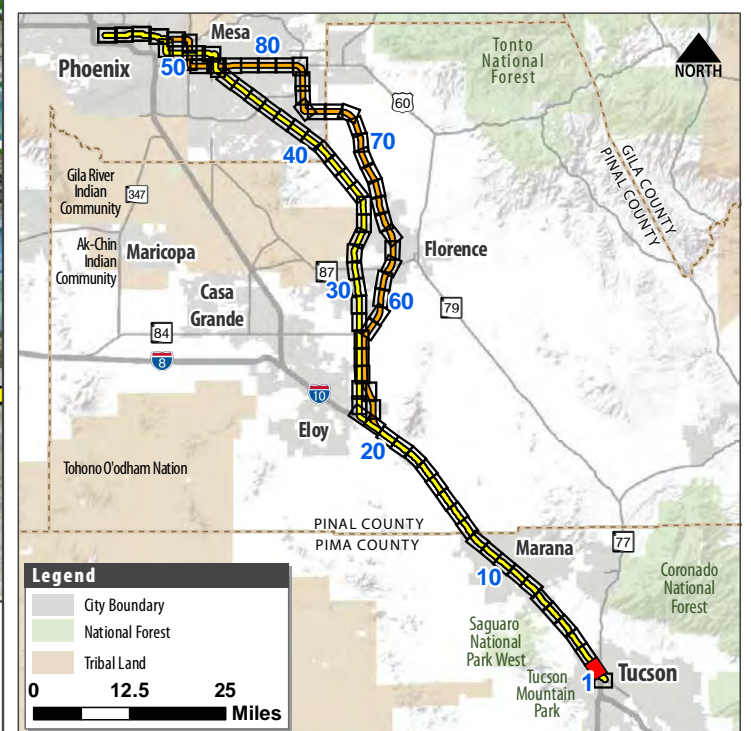 Mesa
80
Phoenix
50
Tonto
National
Forest
NORTH
60
70
40
GILA COUNTY
PINAL COUNTY
Gila River
Indian
Community
347
Ak-Chin
Indian
Community
Maricopa
Florence
87
30
60
Casa
Grande
79
84
8
10
Eloy
20
Tohono O'odham Nation
PINAL COUNTY
PIMA COUNTY
Marana
77
10
Coronado
National
Forest
Saguaro
National
Park West
Tucson
Mountain
Park
1
Tucson
Legend
City Boundary
National Forest
Tribal Land
0 12.5 25
Miles